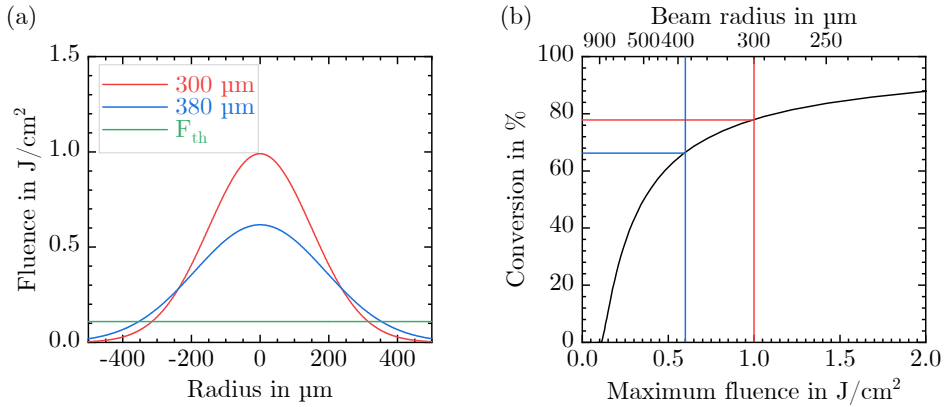 (a)
1.5
1.0
0.5
0.0
Fluence in J/cm²
300 µm
380 µm
F_th
-400 -200 0 200 400
Radius in µm
(b)
Beam radius in µm
900 500 400 300 250
100
80
60
40
20
0
Conversion in %
0.0 0.5 1.0 1.5 2.0
Maximum fluence in J/cm²